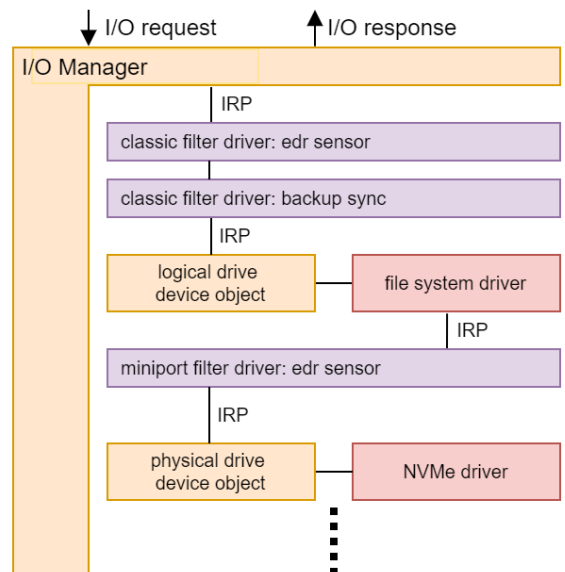 I/O request
I/O response
I/O Manager
IRP
classic filter driver: edr sensor
classic filter driver: backup sync
IRP
logical drive
device object
file system driver
IRP
miniport filter driver: edr sensor
IRP
physical drive
device object
NVMe driver